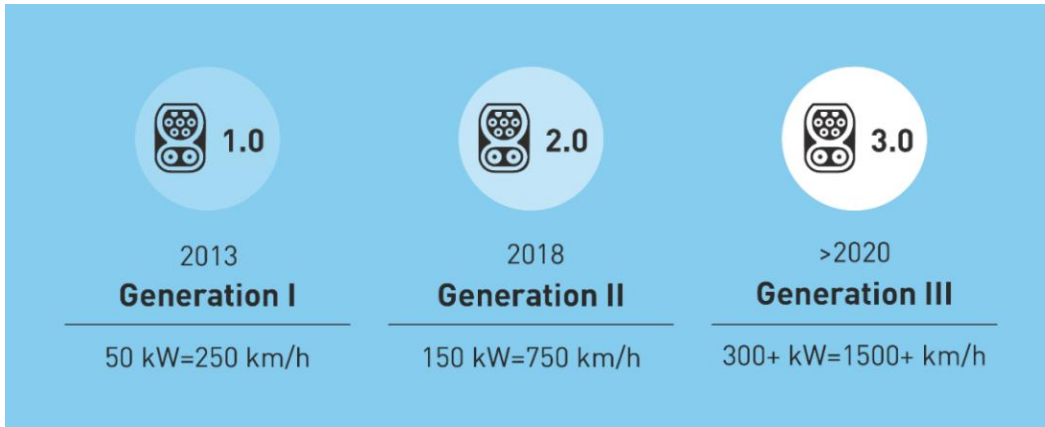 1.0
2013
Generation I
50 kW=250 km/h
2.0
2018
Generation II
150 kW=750 km/h
3.0
>2020
Generation III
300+ kW=1500+ km/h